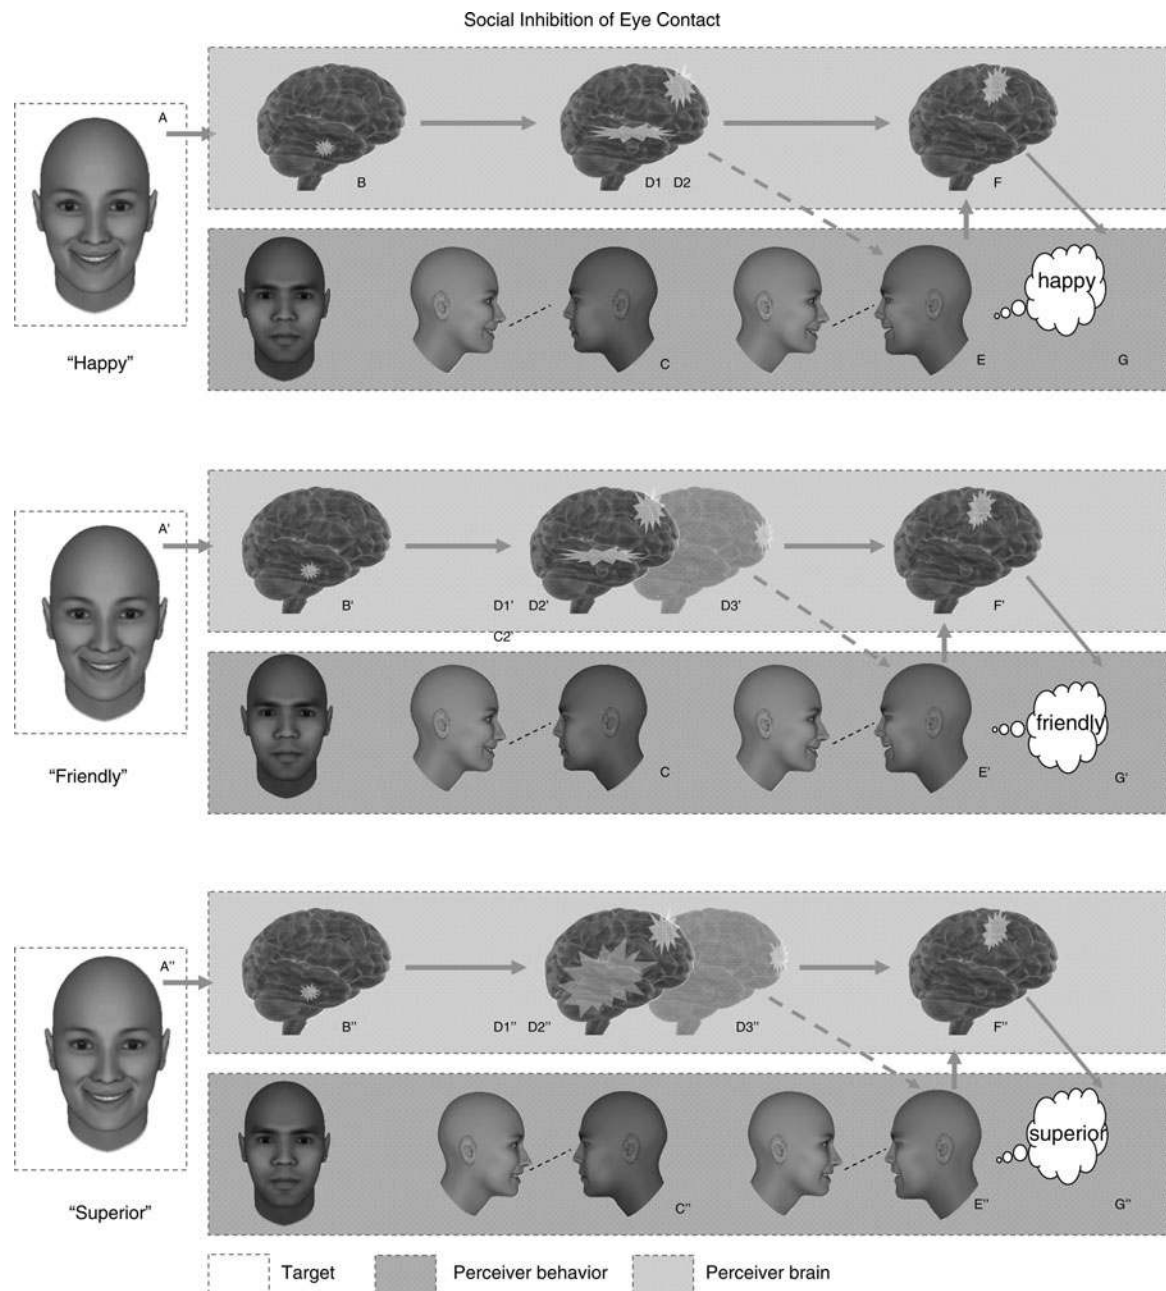 Social Inhibition of Eye Contact
A
B
D1 D2
F
"Happy"
C
E
happy
G
A'
B'
D1' D2'
D3'
F'
C2'
"Friendly"
C
E'
friendly
G'
A''
B''
D1'' D2''
D3''
F''
"Superior"
C''
E''
superior
G''
Target
Perceiver behavior
Perceiver brain